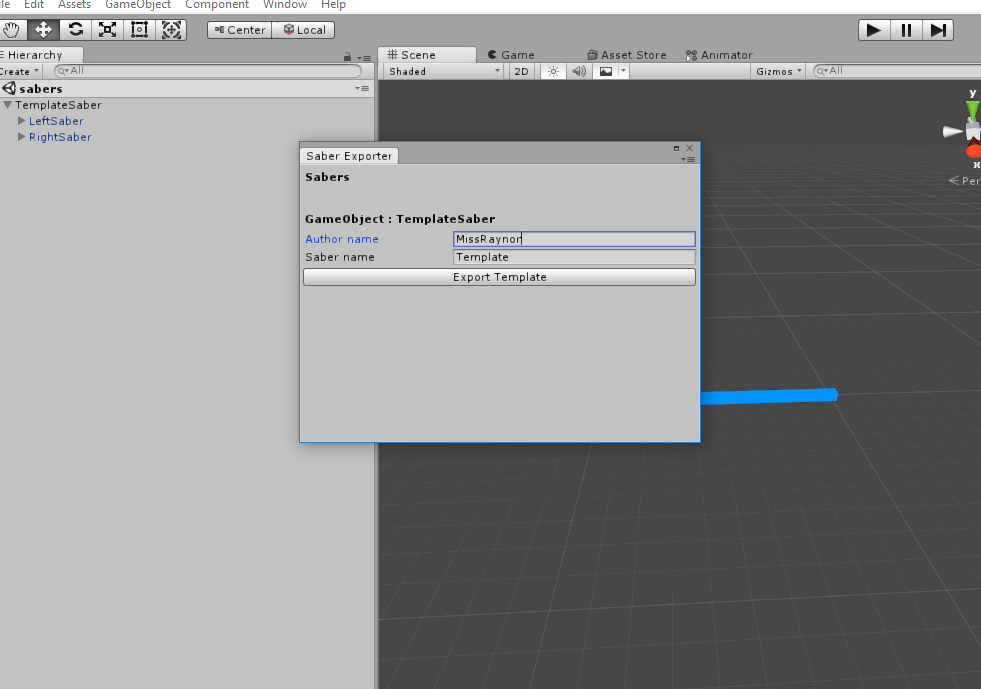 le Edit Assets GameObject Component Window Help
Center Local
Hierarchy
Scene Game Asset Store Animator
Create All
Shaded 2D Gizmos All
sabers
TemplateSaber
LeftSaber
RightSaber
y
x
Per
Saber Exporter
Sabers
GameObject : TemplateSaber
Author name MissRaynor
Saber name Template
Export Template